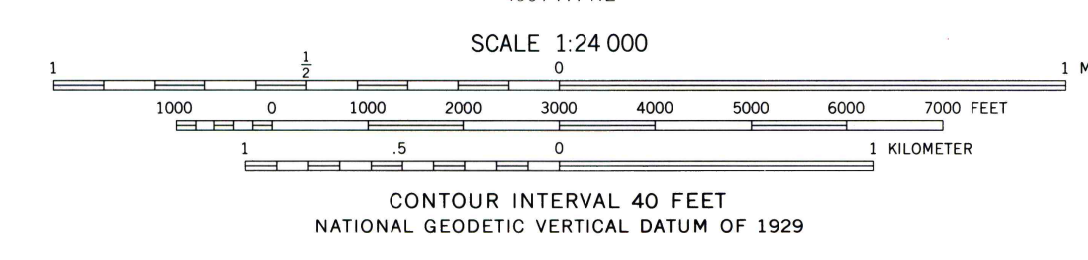 SCALE 1:24 000
1 1/2 0 1 M
1000 0 1000 2000 3000 4000 5000 6000 7000 FEET
1 .5 0 1 KILOMETER
CONTOUR INTERVAL 40 FEET
NATIONAL GEODETIC VERTICAL DATUM OF 1929